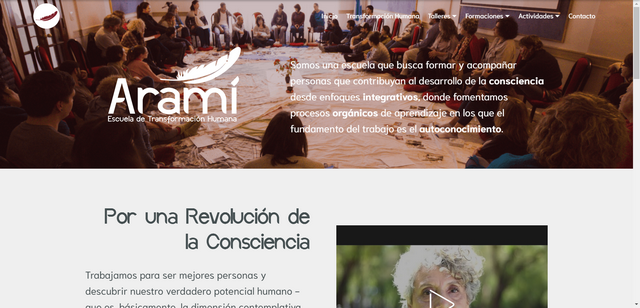 Inicio Transformación Humana Talleres Formaciones Actividades Contacto
Aramí
Escuela de Transformación Humana
Somos una escuela que busca formar y acompañar
personas que contribuyan al desarrollo de la consciencia
desde enfoques integrativos, donde fomentamos
procesos orgánicos de aprendizaje en los que el
fundamento del trabajo es el autoconocimiento.
Por una Revolución de
la Consciencia
Trabajamos para ser mejores personas y
descubrir nuestro verdadero potencial humano -
que es, básicamente, la dimensión contemplativa